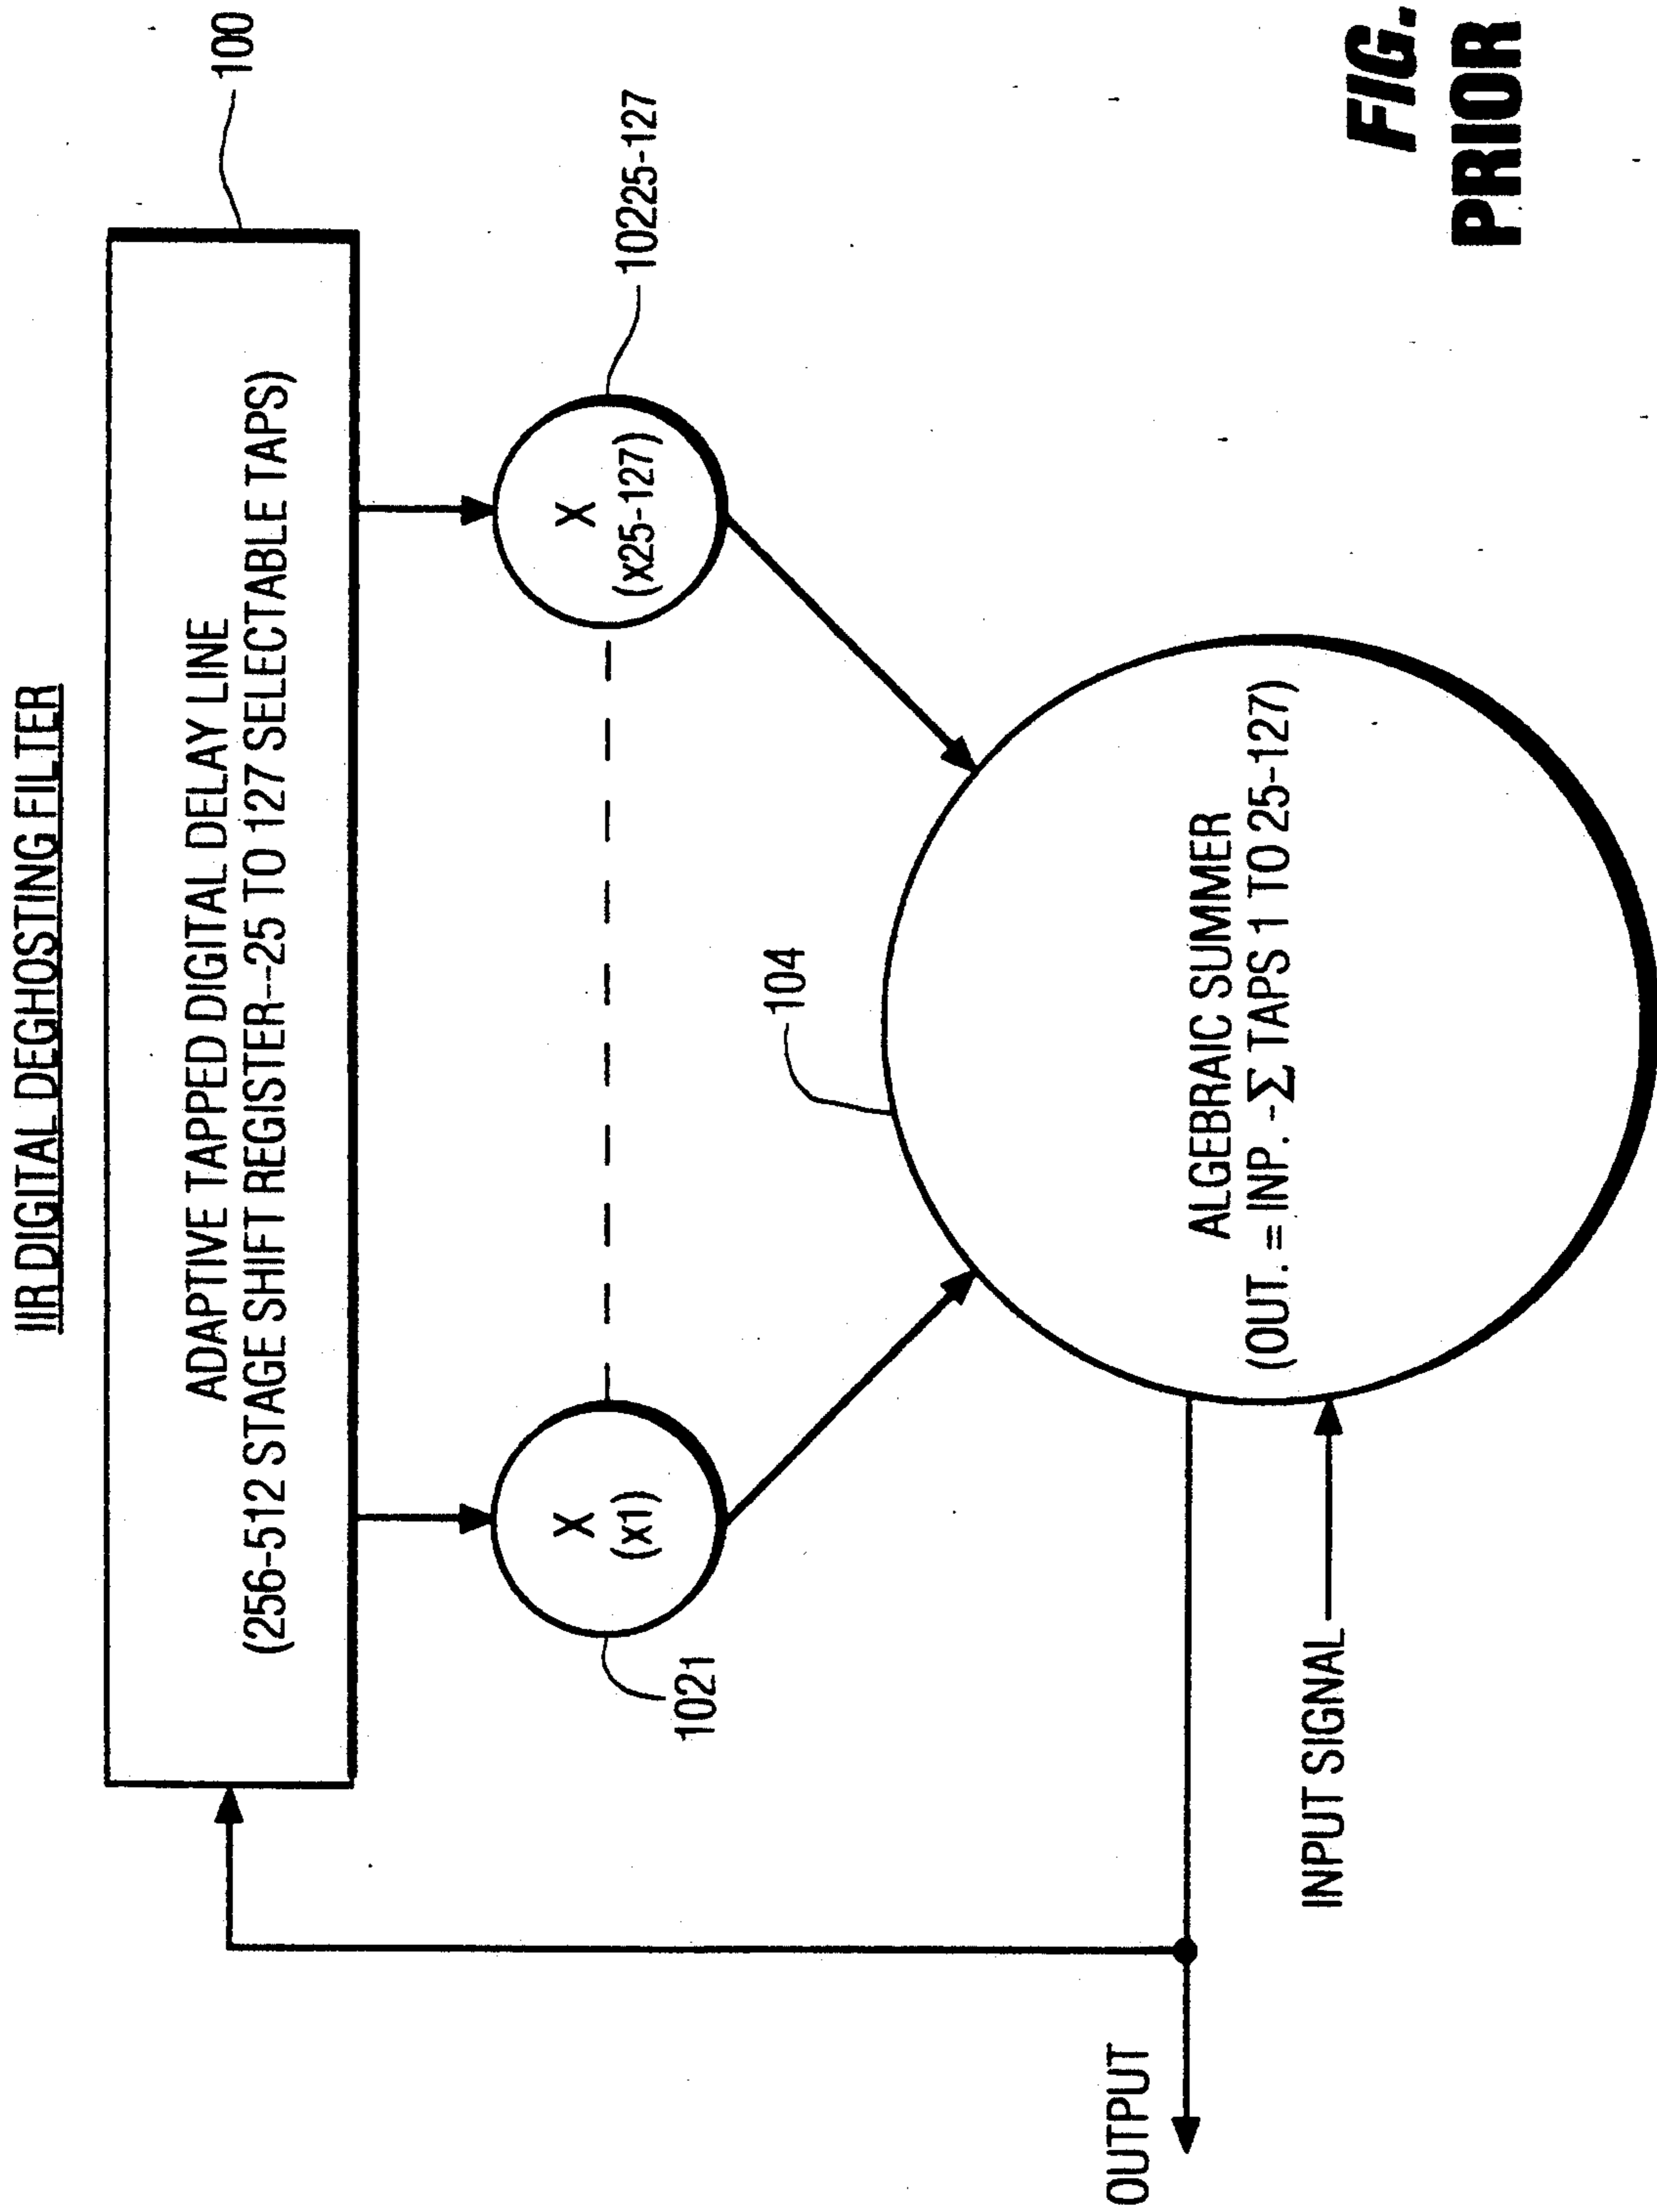 IIR DIGITAL DEGHOSTING FILTER
100
ADAPTIVE TAPPED DIGITAL DELAY LINE
(256-512 STAGE SHIFT REGISTER--25 TO 127 SELECTABLE TAPS)
1021
X
(x1)
X
(x25-127)
10225-127
104
ALGEBRAIC SUMMER
(OUT. = INP. -Σ TAPS 1 TO 25-127)
OUTPUT
INPUT SIGNAL
FIG.
PRIOR